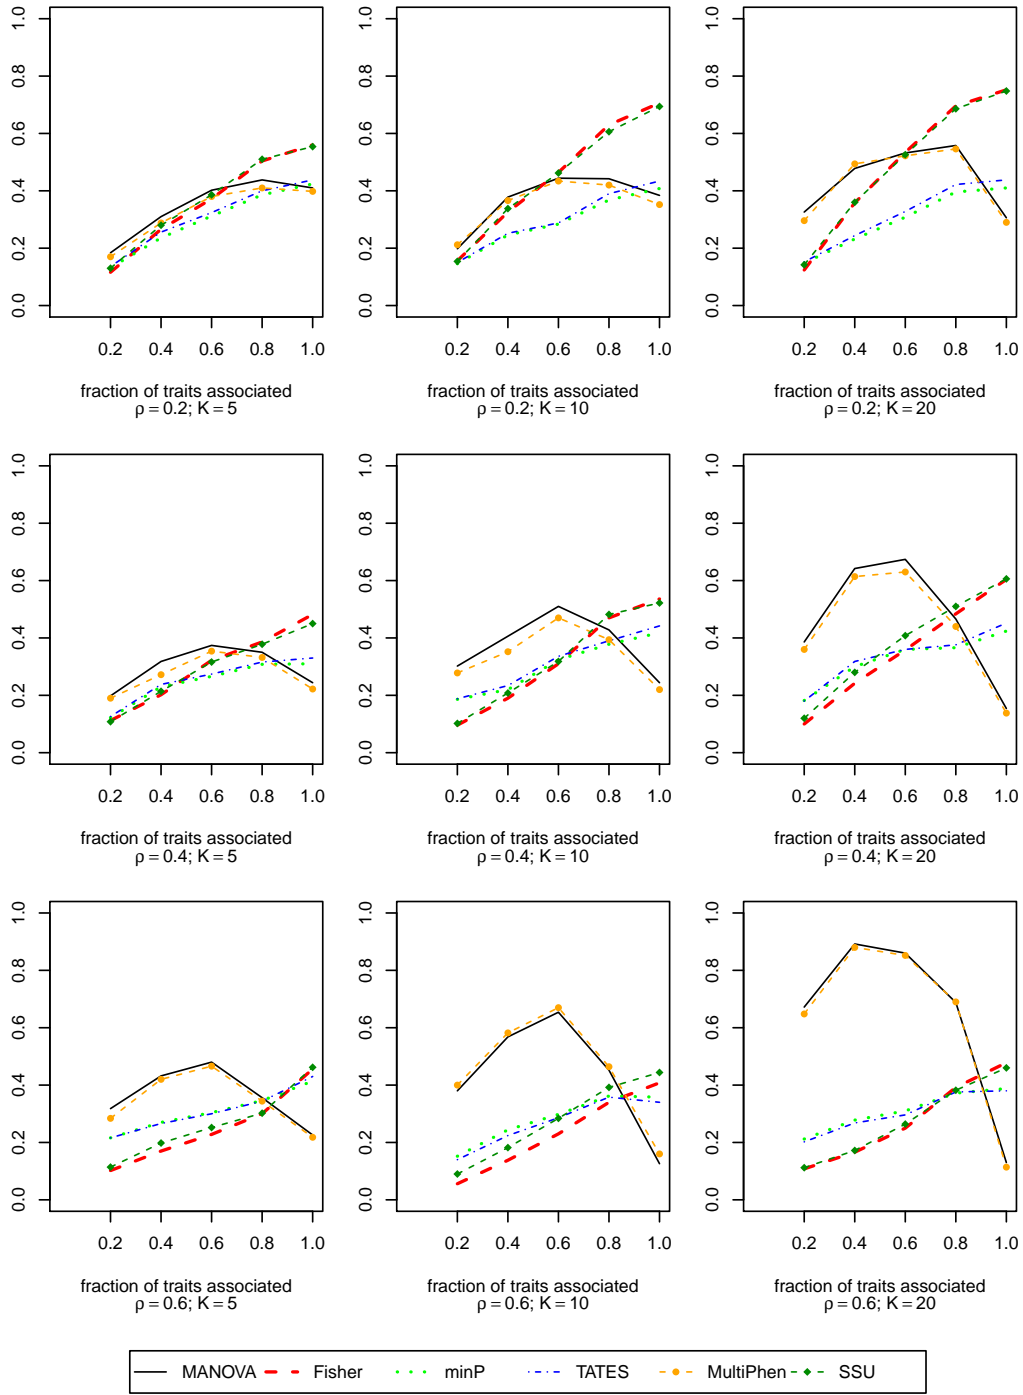 0.0 0.2 0.4 0.6 0.8 1.0
0.2 0.4 0.6 0.8 1.0
fraction of traits associated
ρ = 0.2; K = 5
0.0 0.2 0.4 0.6 0.8 1.0
0.2 0.4 0.6 0.8 1.0
fraction of traits associated
ρ = 0.2; K = 10
0.0 0.2 0.4 0.6 0.8 1.0
0.2 0.4 0.6 0.8 1.0
fraction of traits associated
ρ = 0.2; K = 20
0.0 0.2 0.4 0.6 0.8 1.0
0.2 0.4 0.6 0.8 1.0
fraction of traits associated
ρ = 0.4; K = 5
0.0 0.2 0.4 0.6 0.8 1.0
0.2 0.4 0.6 0.8 1.0
fraction of traits associated
ρ = 0.4; K = 10
0.0 0.2 0.4 0.6 0.8 1.0
0.2 0.4 0.6 0.8 1.0
fraction of traits associated
ρ = 0.4; K = 20
0.0 0.2 0.4 0.6 0.8 1.0
0.2 0.4 0.6 0.8 1.0
fraction of traits associated
ρ = 0.6; K = 5
0.0 0.2 0.4 0.6 0.8 1.0
0.2 0.4 0.6 0.8 1.0
fraction of traits associated
ρ = 0.6; K = 10
0.0 0.2 0.4 0.6 0.8 1.0
0.2 0.4 0.6 0.8 1.0
fraction of traits associated
ρ = 0.6; K = 20
MANOVA Fisher minP TATES MultiPhen SSU